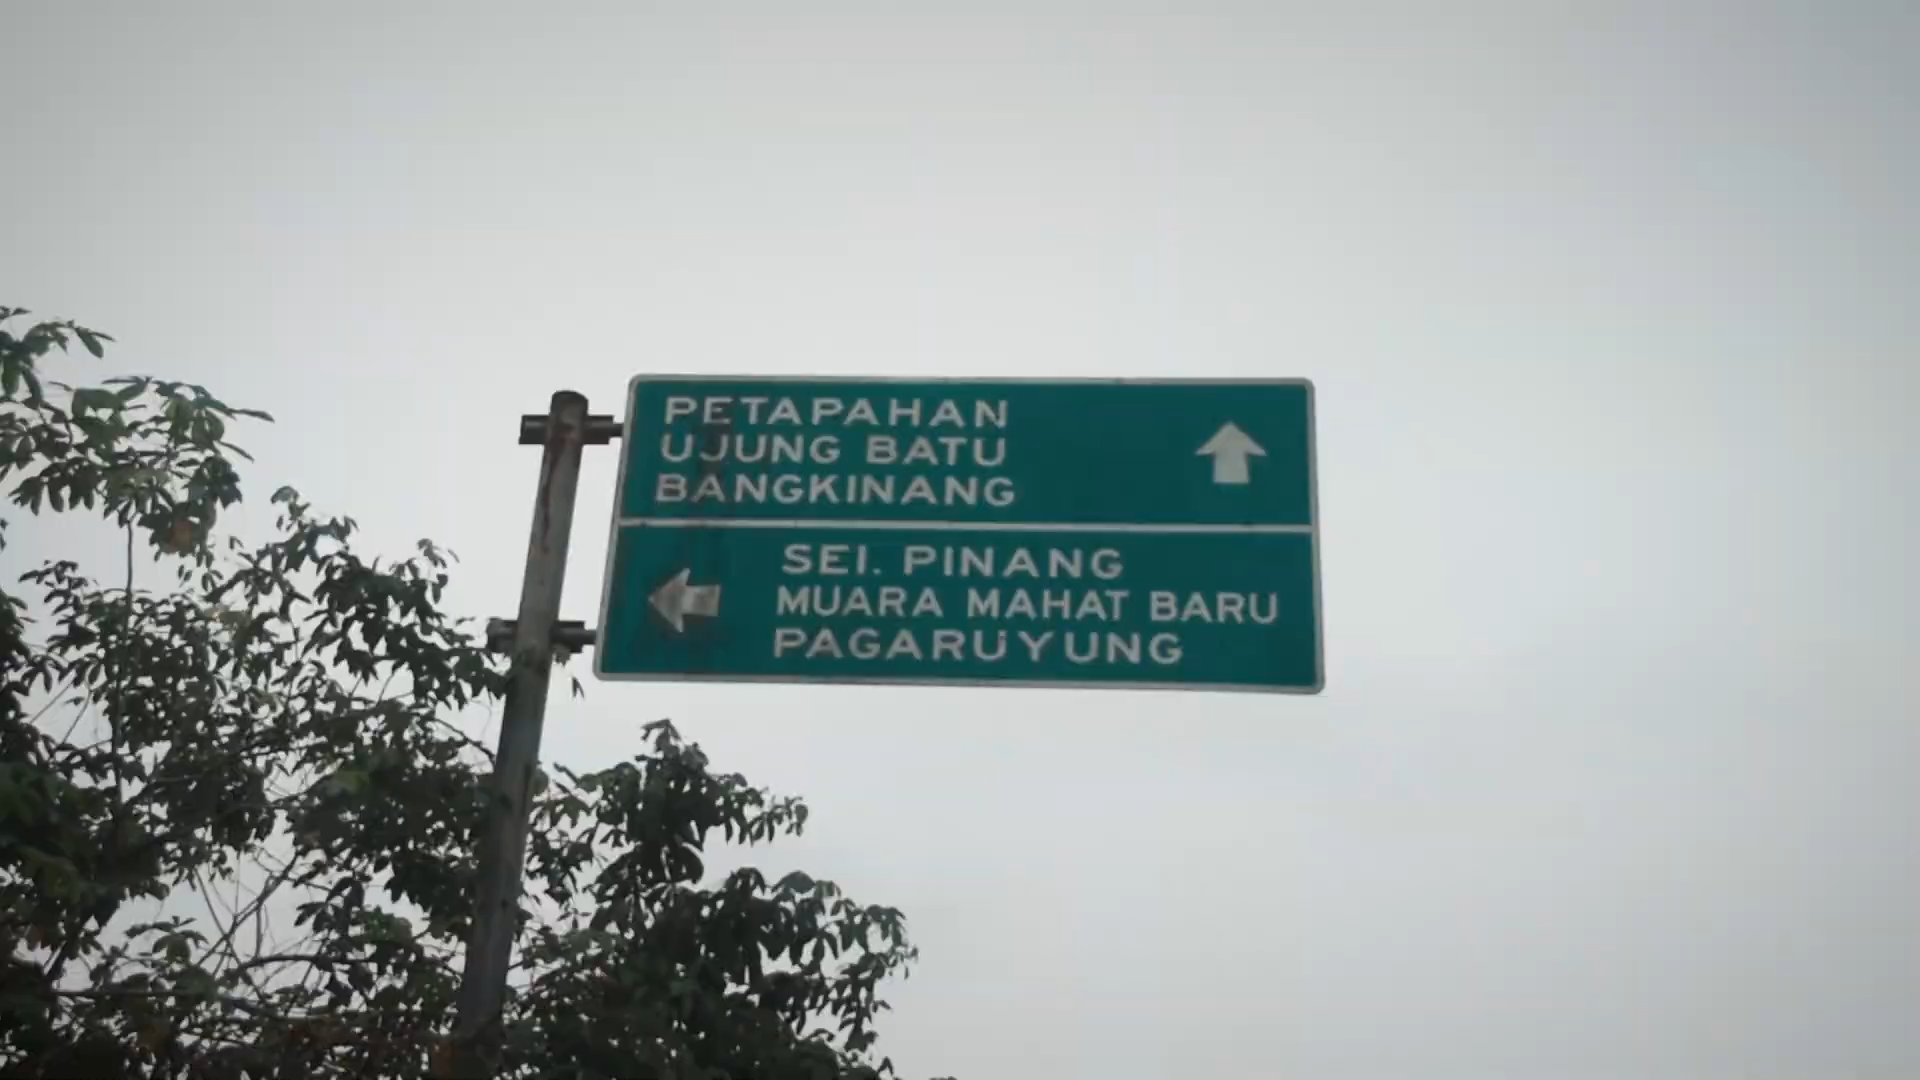 PETAPAHAN
UJUNG BATU
BANGKINANG
SEI. PINANG
MUARA MAHAT BARU
PAGARUYUNG